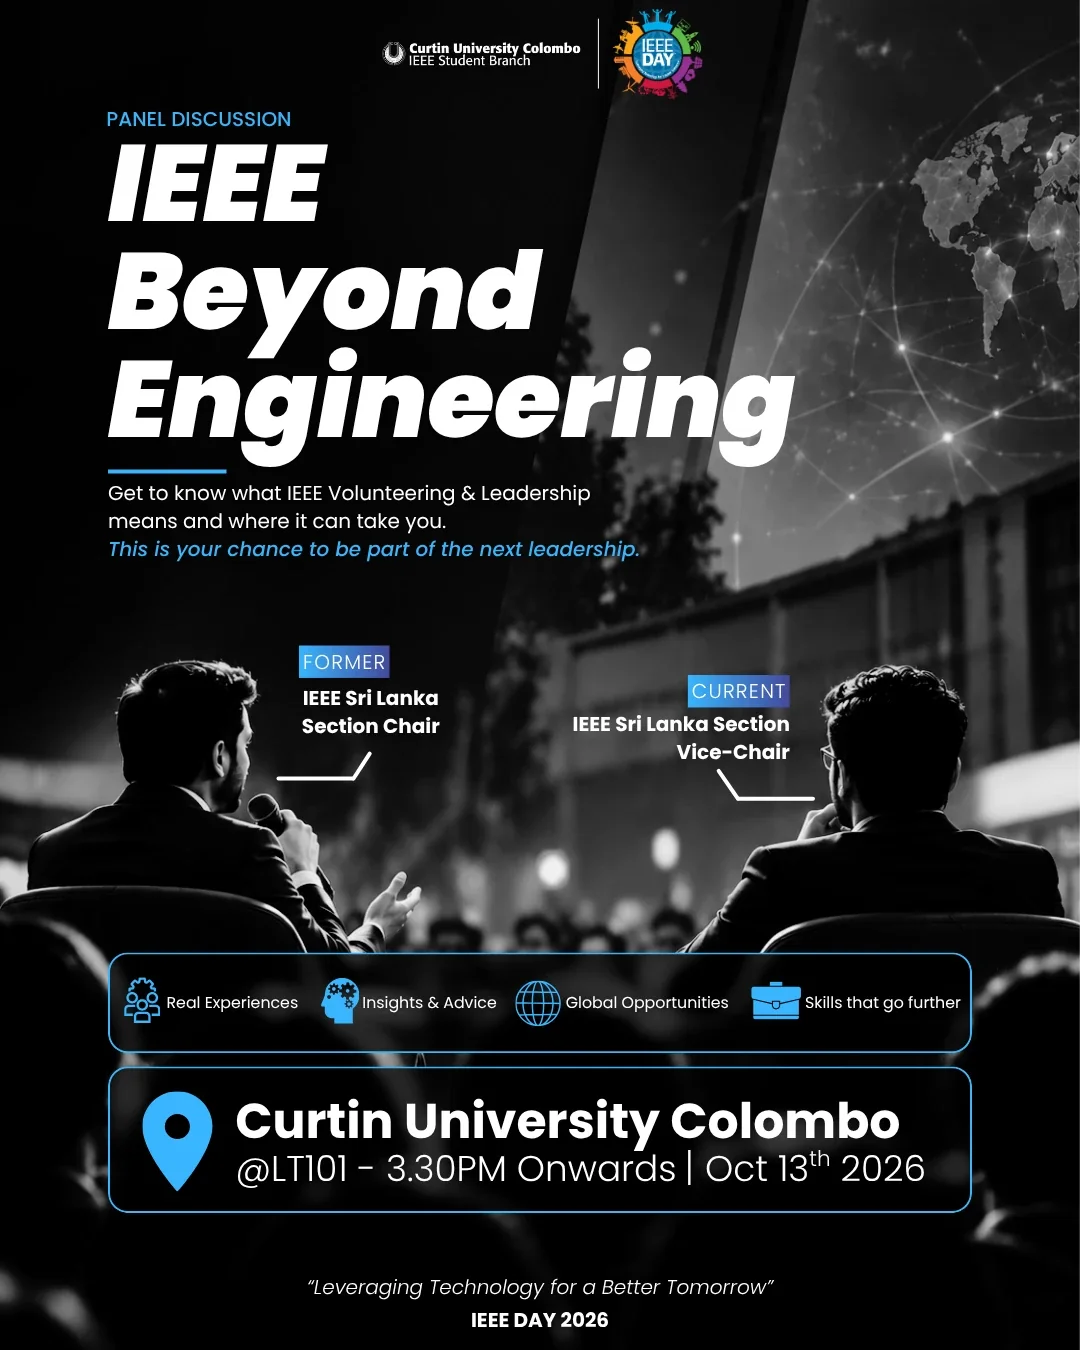 Curtin University Colombo
IEEE Student Branch
IEEE
DAY
PANEL DISCUSSION
IEEE
Beyond
Engineering
Get to know what IEEE Volunteering & Leadership
means and where it can take you.
This is your chance to be part of the next leadership.
FORMER
IEEE Sri Lanka
Section Chair
CURRENT
IEEE Sri Lanka Section
Vice-Chair
Real Experiences
Insights & Advice
Global Opportunities
Skills that go further
Curtin University Colombo
@LT101 - 3.30PM Onwards | Oct 13th 2026
“Leveraging Technology for a Better Tomorrow”
IEEE DAY 2026